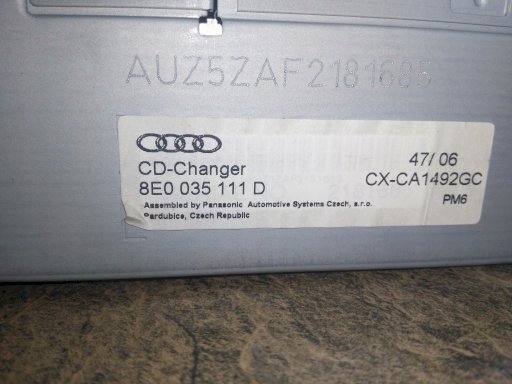 AUZ5ZAF2181685
CD-Changer
8E0 035 111 D
47/ 06
CX-CA1492GC
PM6
Assembled by Panasonic Automotive Systems Czech, s.r.o.
Pardubice, Czech Republic